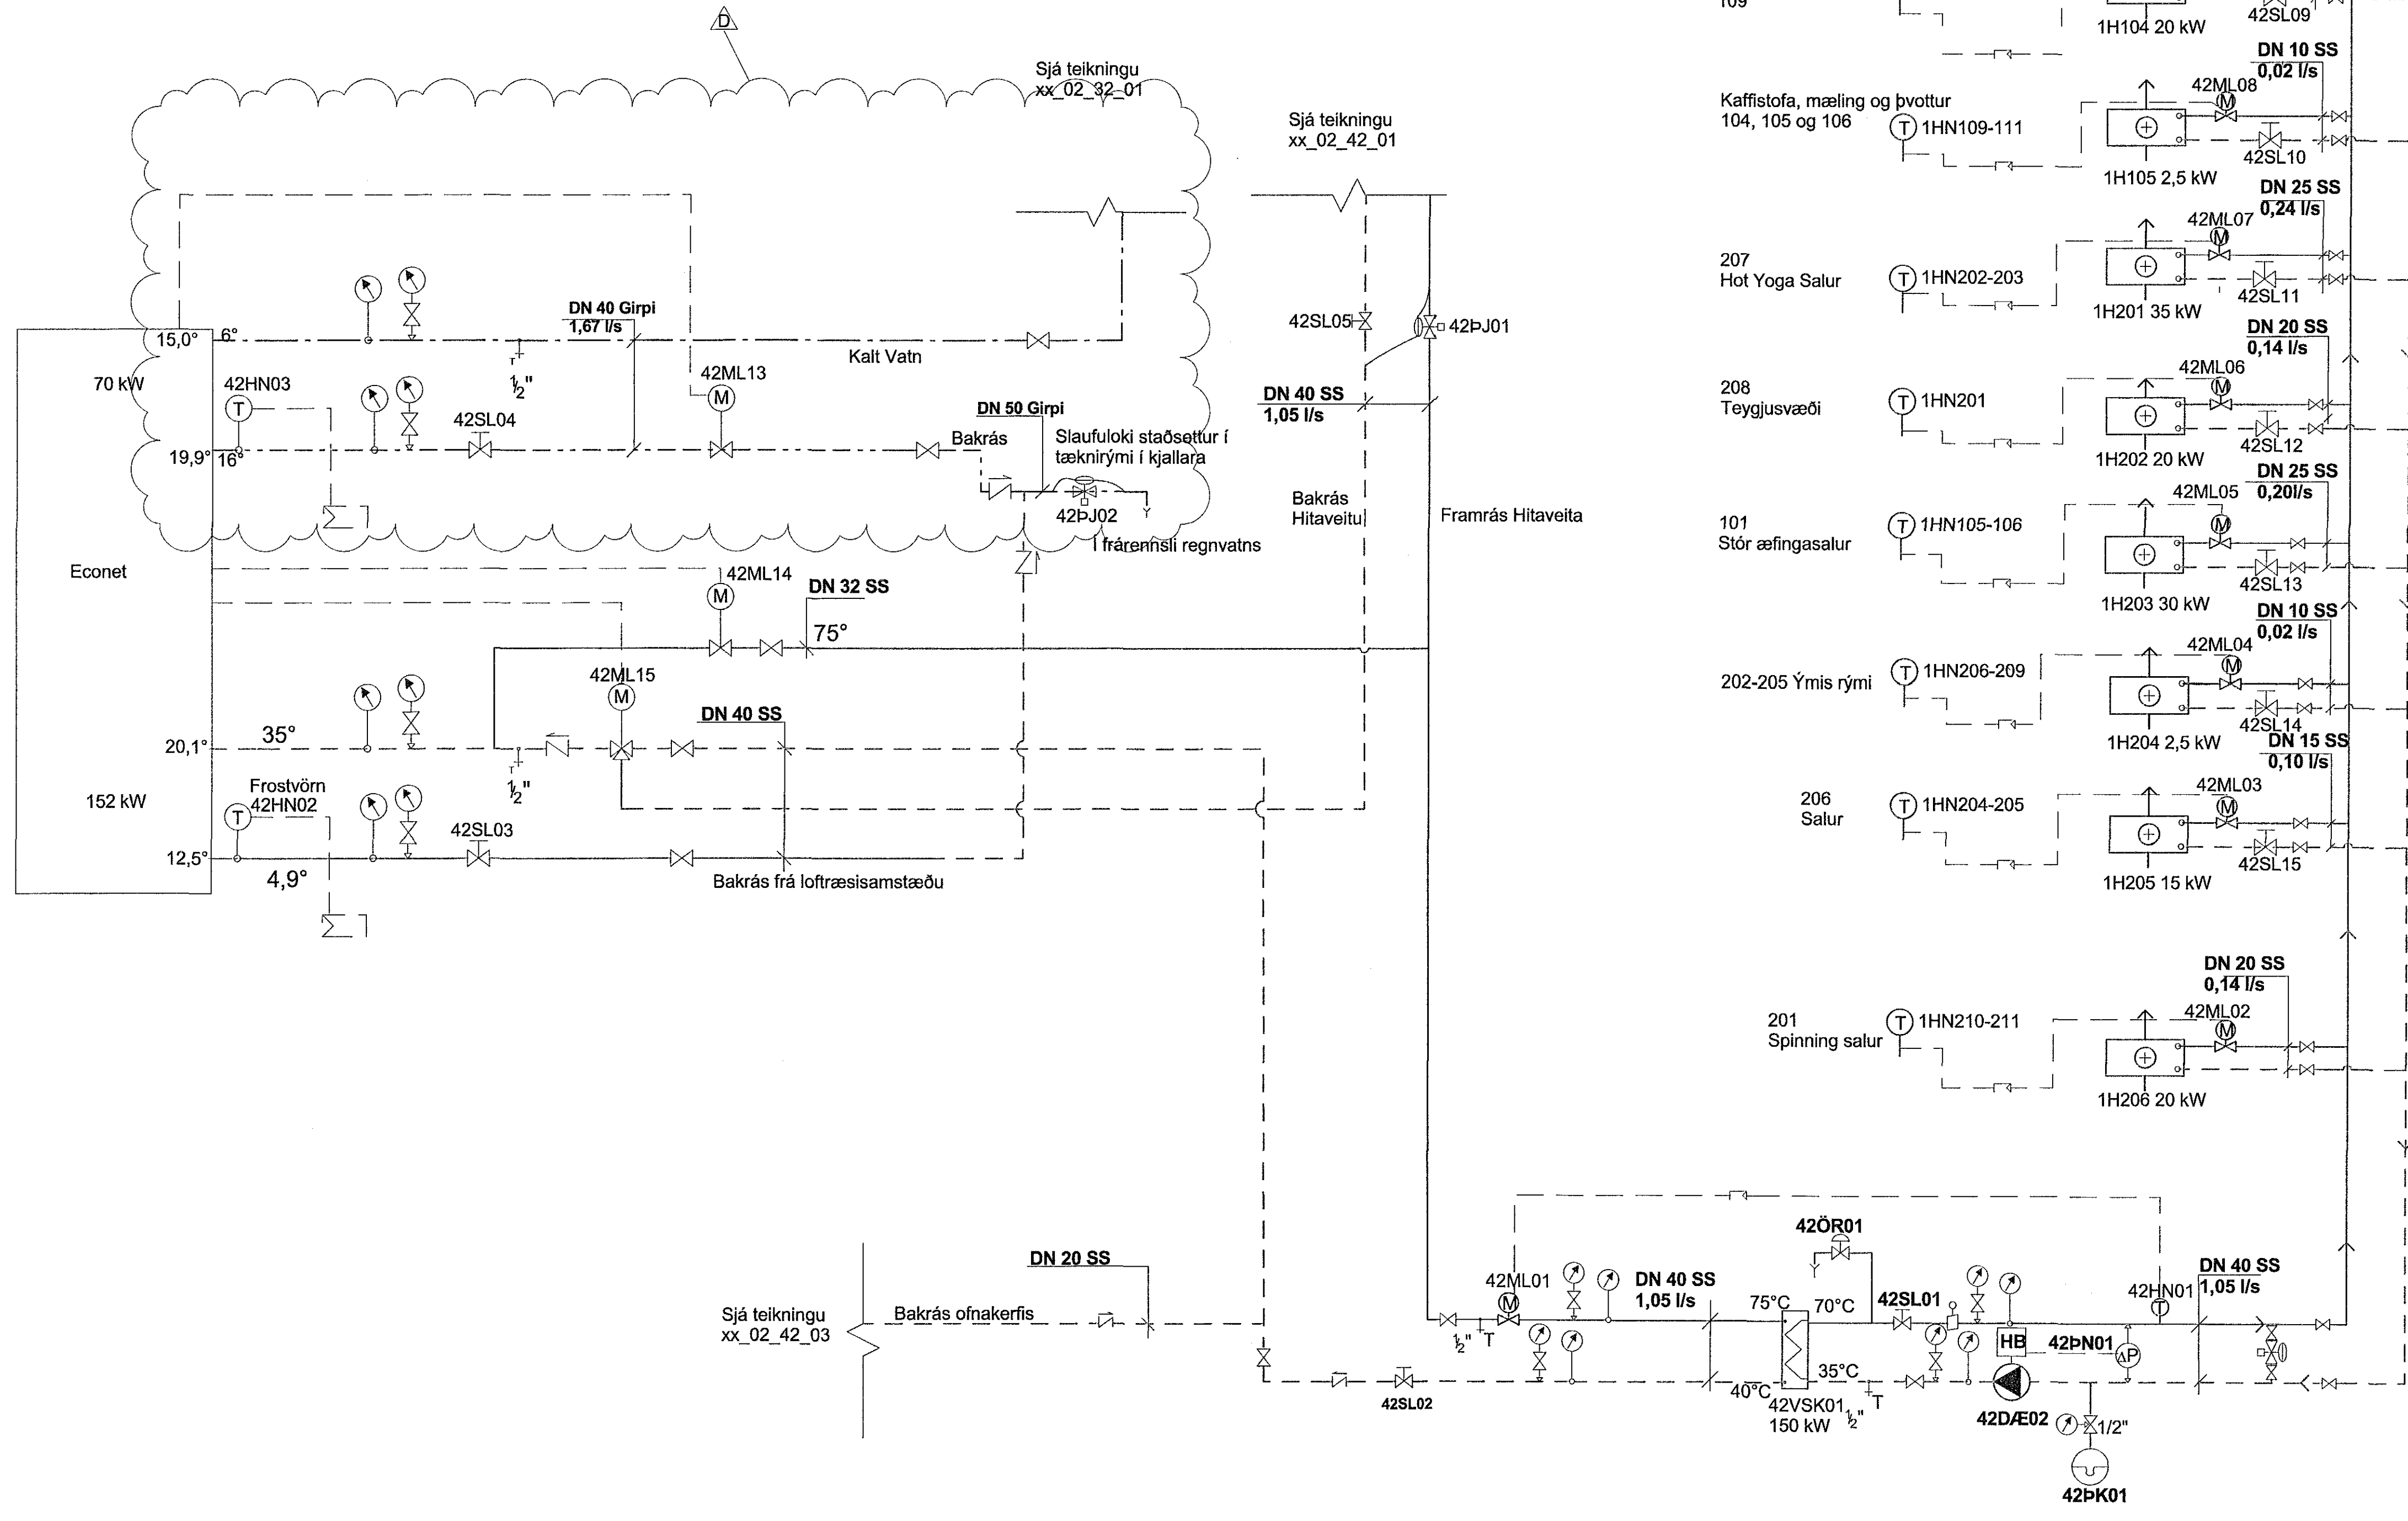 D
Sjá teikningu
xx_02_32_01
Sjá teikningu
xx_02_42_01
15,0°
6°
DN 40 Girpi
1,67 l/s
½"
Kalt Vatn
70 kW
42HN03
T
42SL04
42ML13
M
19,9°
16°
Bakrás
DN 50 Girpi
Slaufuloki staðsettur í
tæknirými í kjallara
42ÞJ02
Í frárennsli regnvatns
Econet
42ML14
M
DN 32 SS
75°
42ML15
M
DN 40 SS
20,1°
35°
½"
152 kW
Frostvörn
42HN02
T
42SL03
12,5°
4,9°
Bakrás frá loftræsisamstæðu
42SL05
42ÞJ01
DN 40 SS
1,05 l/s
Bakrás
Hitaveitu
Framrás Hitaveita
Sjá teikningu
xx_02_42_03
Bakrás ofnakerfis
DN 20 SS
42SL02
42ML01
M
½"
T
DN 40 SS
1,05 l/s
75°C
70°C
40°C
35°C
42VSK01
150 kW
½"
T
42ÖR01
42SL01
HB
42ÞN01
ΔP
42DÆ02
1/2"
42ÞK01
42HN01
T
DN 40 SS
1,05 l/s
109
1H104 20 kW
42SL09
Kaffistofa, mæling og þvottur
104, 105 og 106
T
1HN109-111
42ML08
M
DN 10 SS
0,02 l/s
42SL10
1H105 2,5 kW
207
Hot Yoga Salur
T
1HN202-203
42ML07
M
DN 25 SS
0,24 l/s
42SL11
1H201 35 kW
208
Teygjusvæði
T
1HN201
42ML06
M
DN 20 SS
0,14 l/s
42SL12
1H202 20 kW
101
Stór æfingasalur
T
1HN105-106
42ML05
M
DN 25 SS
0,20l/s
42SL13
1H203 30 kW
202-205 Ýmis rými
T
1HN206-209
42ML04
M
DN 10 SS
0,02 l/s
42SL14
1H204 2,5 kW
206
Salur
T
1HN204-205
42ML03
M
DN 15 SS
0,10 l/s
42SL15
1H205 15 kW
201
Spinning salur
T
1HN210-211
42ML02
M
DN 20 SS
0,14 l/s
1H206 20 kW